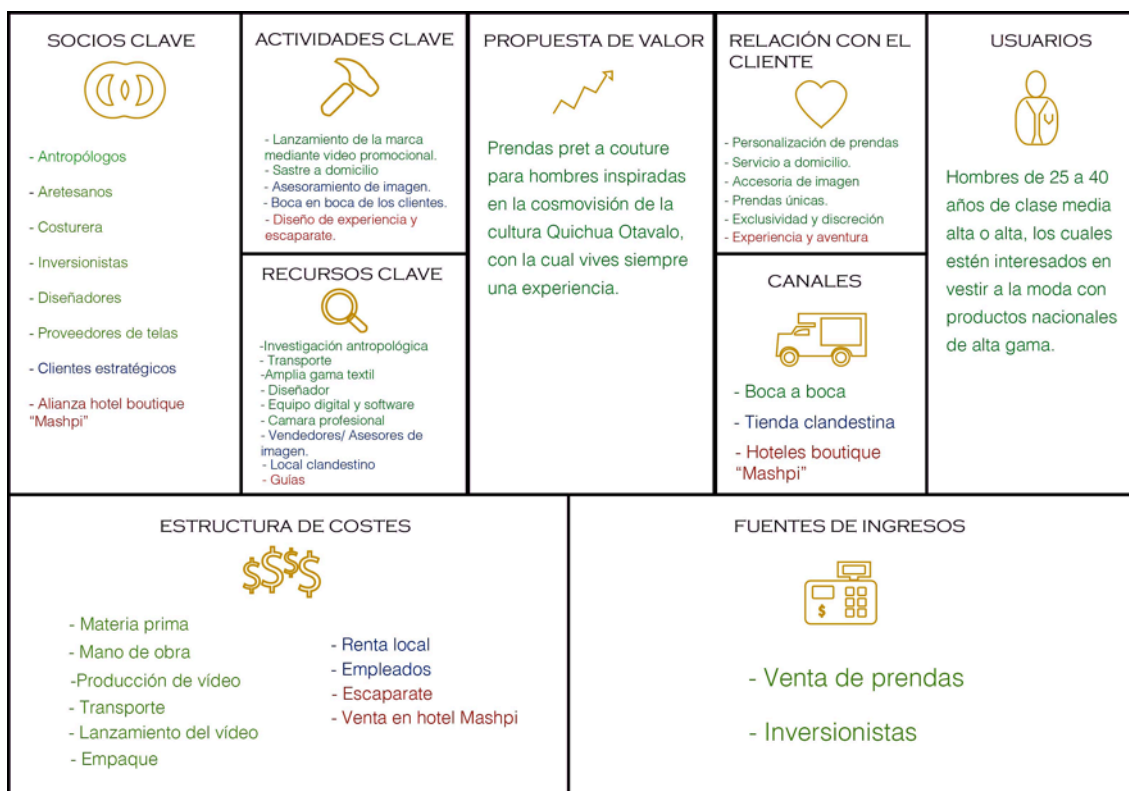 SOCIOS CLAVE
- Antropólogos
- Aretesanos
- Costurera
- Inversionistas
- Diseñadores
- Proveedores de telas
- Clientes estratégicos
- Alianza hotel boutique
“Mashpi”
ACTIVIDADES CLAVE
- Lanzamiento de la marca
mediante video promocional.
- Sastre a domicilio
- Asesoramiento de imagen.
- Boca en boca de los clientes.
- Diseño de experiencia y
escaparate.
RECURSOS CLAVE
-Investigación antropológica
- Transporte
-Amplia gama textil
- Diseñador
- Equipo digital y software
- Camara profesional
- Vendedores/ Asesores de
imagen.
- Local clandestino
- Guías
PROPUESTA DE VALOR
Prendas pret a couture
para hombres inspiradas
en la cosmovisión de la
cultura Quichua Otavalo,
con la cual vives siempre
una experiencia.
RELACIÓN CON EL
CLIENTE
- Personalización de prendas
- Servicio a domicilio.
- Accesoria de imagen
- Prendas únicas.
- Exclusividad y discreción
- Experiencia y aventura
CANALES
- Boca a boca
- Tienda clandestina
- Hoteles boutique
“Mashpi”
USUARIOS
Hombres de 25 a 40
años de clase media
alta o alta, los cuales
estén interesados en
vestir a la moda con
productos nacionales
de alta gama.
ESTRUCTURA DE COSTES
$$$$
- Materia prima
- Mano de obra
-Producción de vídeo
- Transporte
- Lanzamiento del vídeo
- Empaque
- Renta local
- Empleados
- Escaparate
- Venta en hotel Mashpi
FUENTES DE INGRESOS
$
- Venta de prendas
- Inversionistas